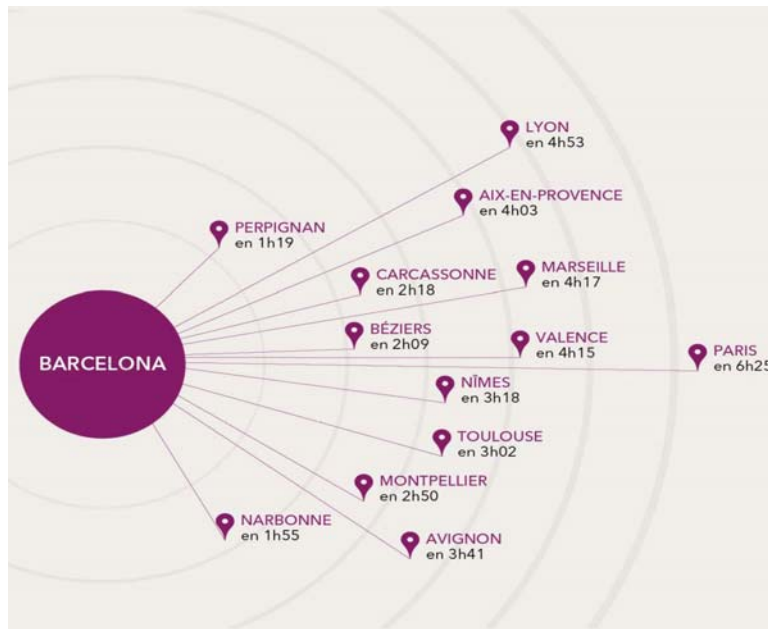 LYON
en 4h53
AIX-EN-PROVENCE
en 4h03
PERPIGNAN
en 1h19
CARCASSONNE
en 2h18
MARSEILLE
en 4h17
BÉZIERS
en 2h09
VALENCE
en 4h15
PARIS
en 6h25
BARCELONA
NÎMES
en 3h18
TOULOUSE
en 3h02
MONTPELLIER
en 2h50
NARBONNE
en 1h55
AVIGNON
en 3h41